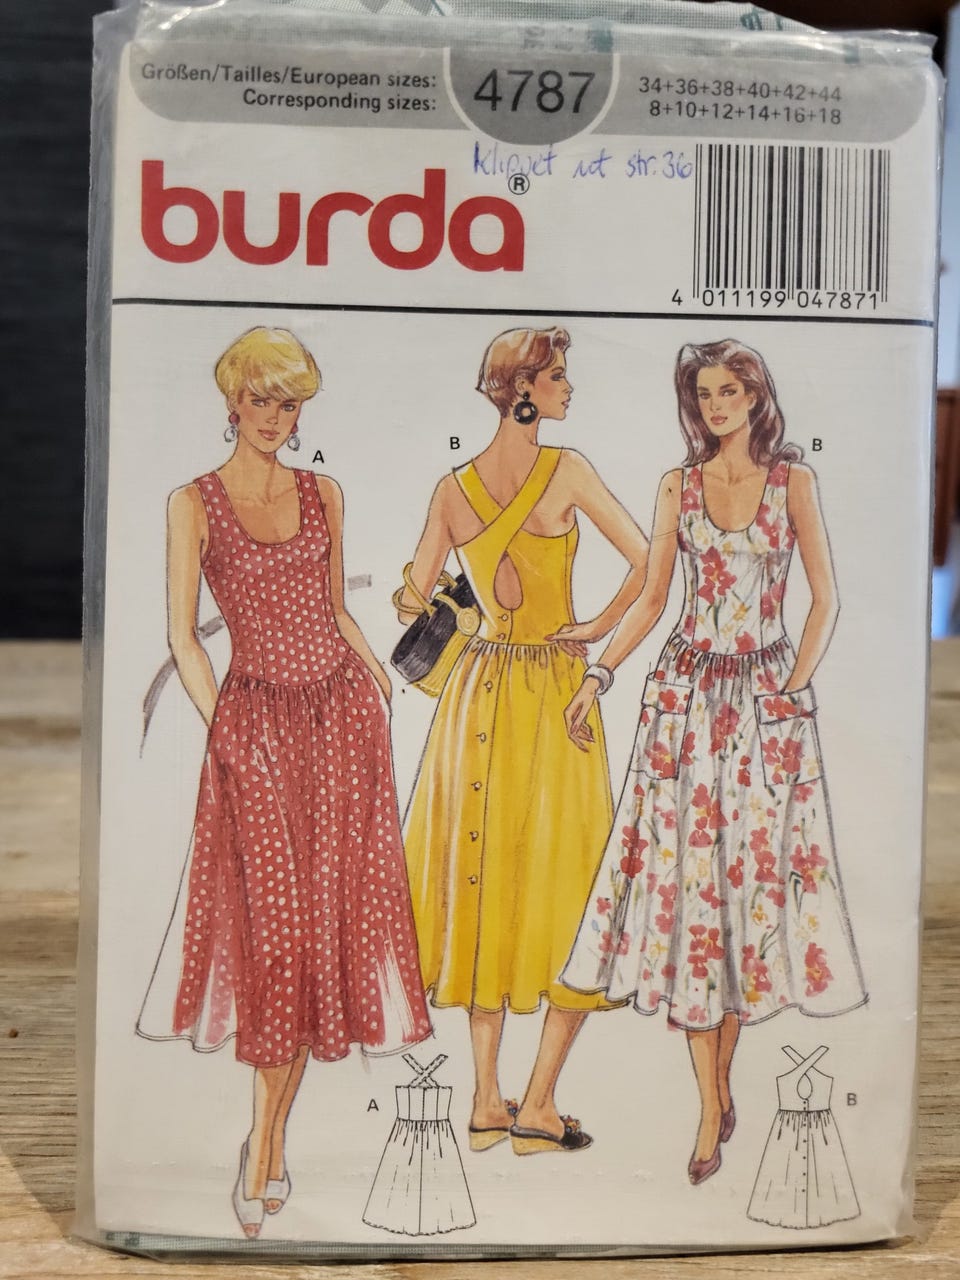 Größen/Tailles/European sizes:
Corresponding sizes:
4787
34+36+38+40+42+44
8+10+12+14+16+18
Klippet ut str. 36
burda®
4 011199 047871
A
B
B
A
B